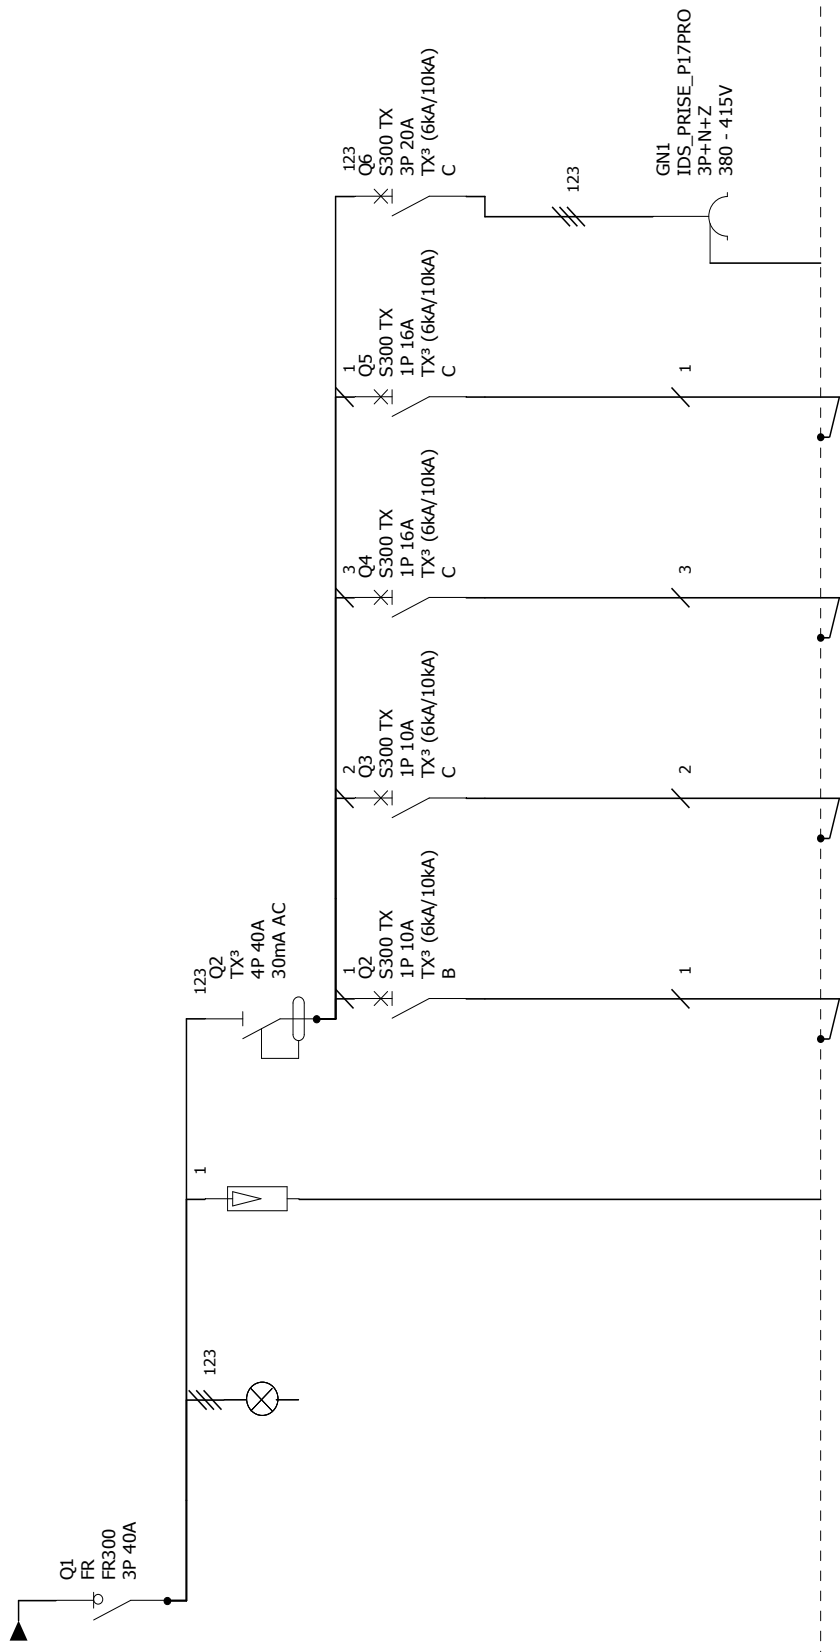 Q1
FR
FR300
3P 40A
123
1
123
Q2
TX³
4P 40A
30mA AC
1
Q2
S300 TX
1P 10A
TX³ (6kA/10kA)
B
1
2
Q3
S300 TX
1P 10A
TX³ (6kA/10kA)
C
2
3
Q4
S300 TX
1P 16A
TX³ (6kA/10kA)
C
3
1
Q5
S300 TX
1P 16A
TX³ (6kA/10kA)
C
1
123
Q6
S300 TX
3P 20A
TX³ (6kA/10kA)
C
123
GN1
IDS_PRISE_P17PRO
3P+N+Z
380 - 415V